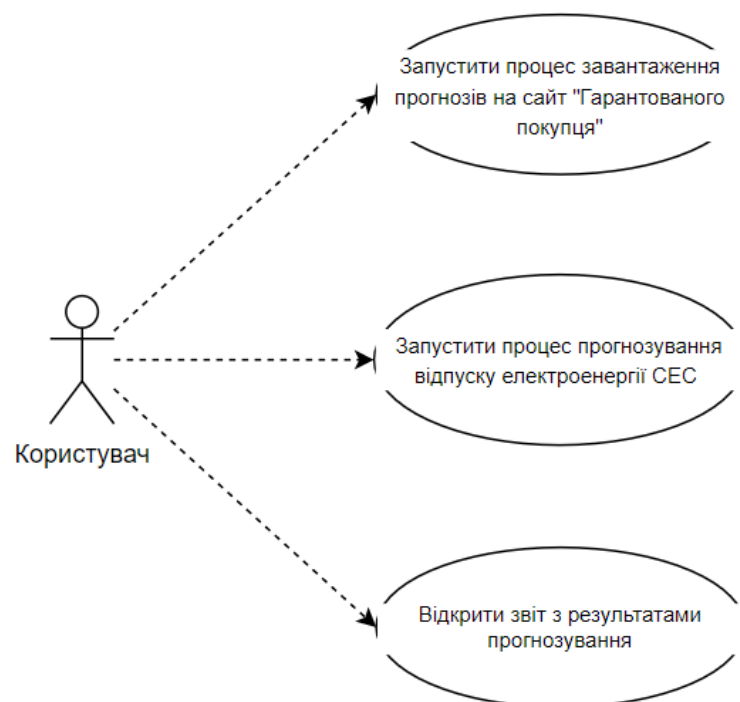 Запустити процес завантаження
прогнозів на сайт "Гарантованого
покупця"
Запустити процес прогнозування
відпуску електроенергії СЕС
Користувач
Відкрити звіт з результатами
прогнозування